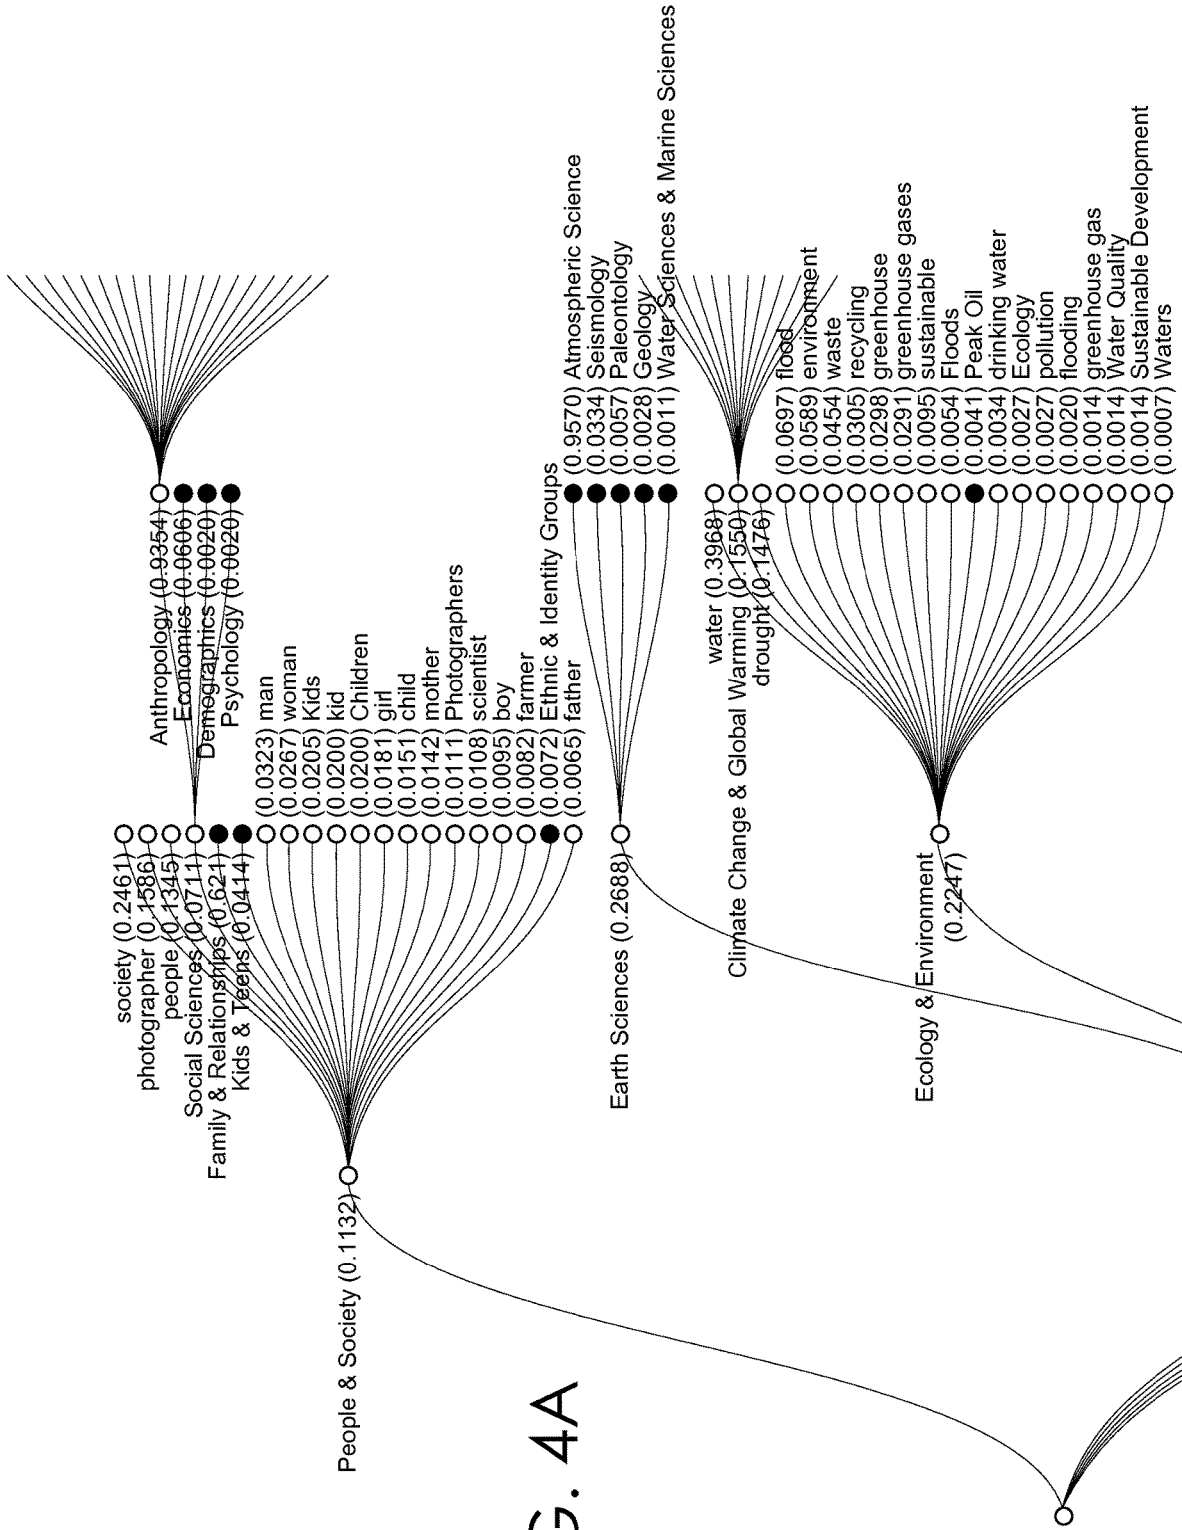 society (0.2461)
photographer (0.1586)
people (0.1345)
Social Sciences (0.0711)
Family & Relationships (0.621)
Kids & Teens (0.0414)
(0.0323) man
(0.0267) woman
(0.0205) Kids
(0.0200) kid
(0.0200) Children
(0.0181) girl
(0.0151) child
(0.0142) mother
(0.0111) Photographers
(0.0108) scientist
(0.0095) boy
(0.0082) farmer
(0.0072) Ethnic & Identity Groups
(0.0065) father
Anthropology (0.9354)
Economics (0.0606)
Demographics (0.0020)
Psychology (0.0020)
People & Society (0.1132)
(0.9570) Atmospheric Science
(0.0334) Seismology
(0.0057) Paleontology
(0.0028) Geology
(0.0011) Water Sciences & Marine Sciences
Earth Sciences (0.2688)
water (0.3968)
Climate Change & Global Warming (0.1550)
drought (0.1476)
(0.0697) flood
(0.0589) environment
(0.0454) waste
(0.0305) recycling
(0.0298) greenhouse
(0.0291) greenhouse gases
(0.0095) sustainable
(0.0054) Floods
(0.0041) Peak Oil
(0.0034) drinking water
(0.0027) Ecology
(0.0027) pollution
(0.0020) flooding
(0.0014) greenhouse gas
(0.0014) Water Quality
(0.0014) Sustainable Development
(0.0007) Waters
Ecology & Environment
(0.2247)
G. 4A